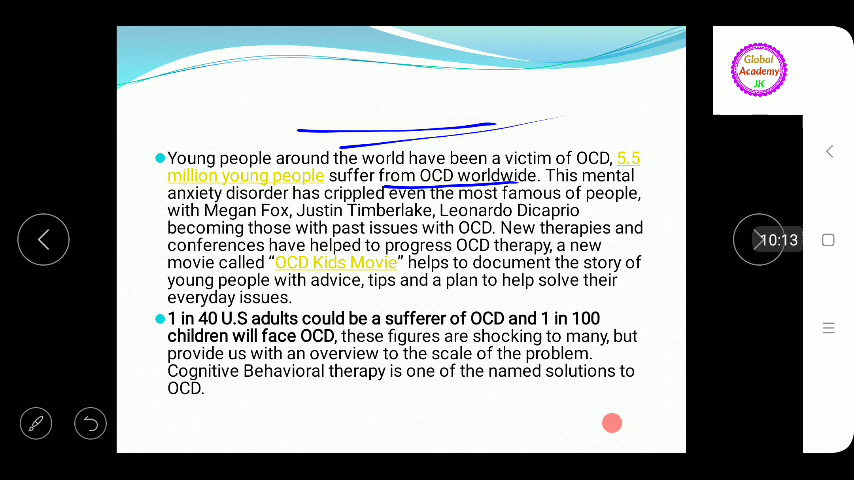 Global
Academy
JK
Young people around the world have been a victim of OCD, 5.5
million young people suffer from OCD worldwide. This mental
anxiety disorder has crippled even the most famous of people,
with Megan Fox, Justin Timberlake, Leonardo Dicaprio
becoming those with past issues with OCD. New therapies and
conferences have helped to progress OCD therapy, a new
movie called “OCD Kids Movie” helps to document the story of
young people with advice, tips and a plan to help solve their
everyday issues.
1 in 40 U.S adults could be a sufferer of OCD and 1 in 100
children will face OCD, these figures are shocking to many, but
provide us with an overview to the scale of the problem.
Cognitive Behavioral therapy is one of the named solutions to
OCD.
10:13